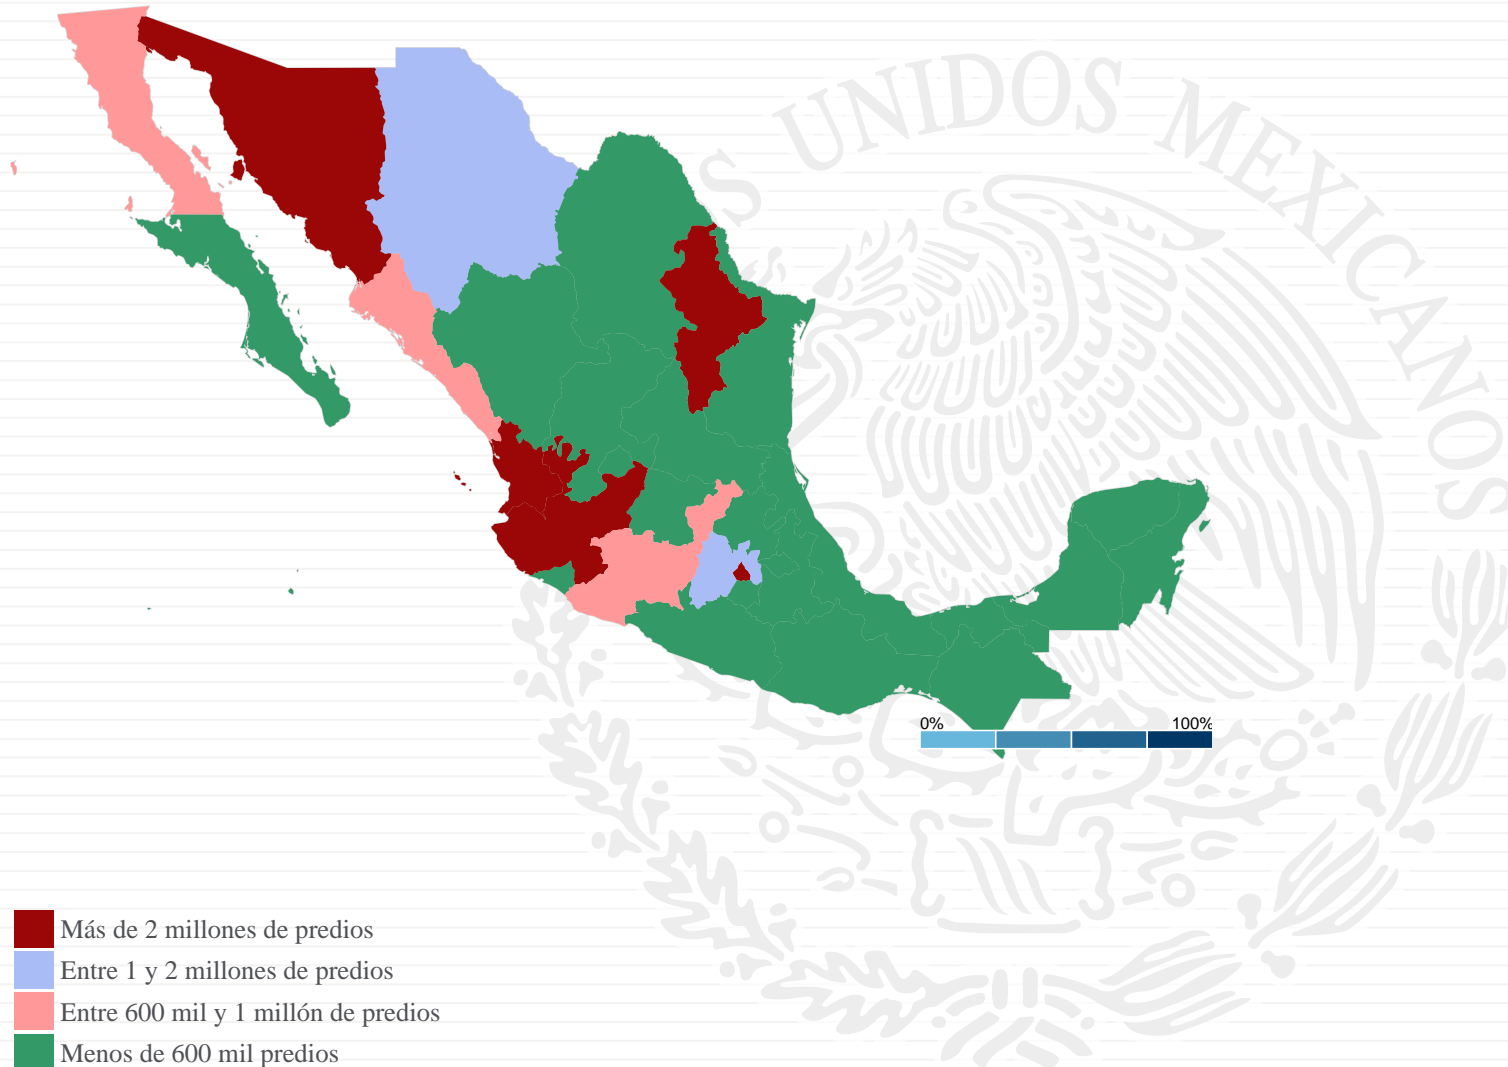 S UNIDOS MEXICANOS
0% 100%
Más de 2 millones de predios
Entre 1 y 2 millones de predios
Entre 600 mil y 1 millón de predios
Menos de 600 mil predios